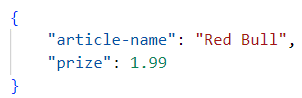 {
    "article-name": "Red Bull",
    "prize": 1.99
}